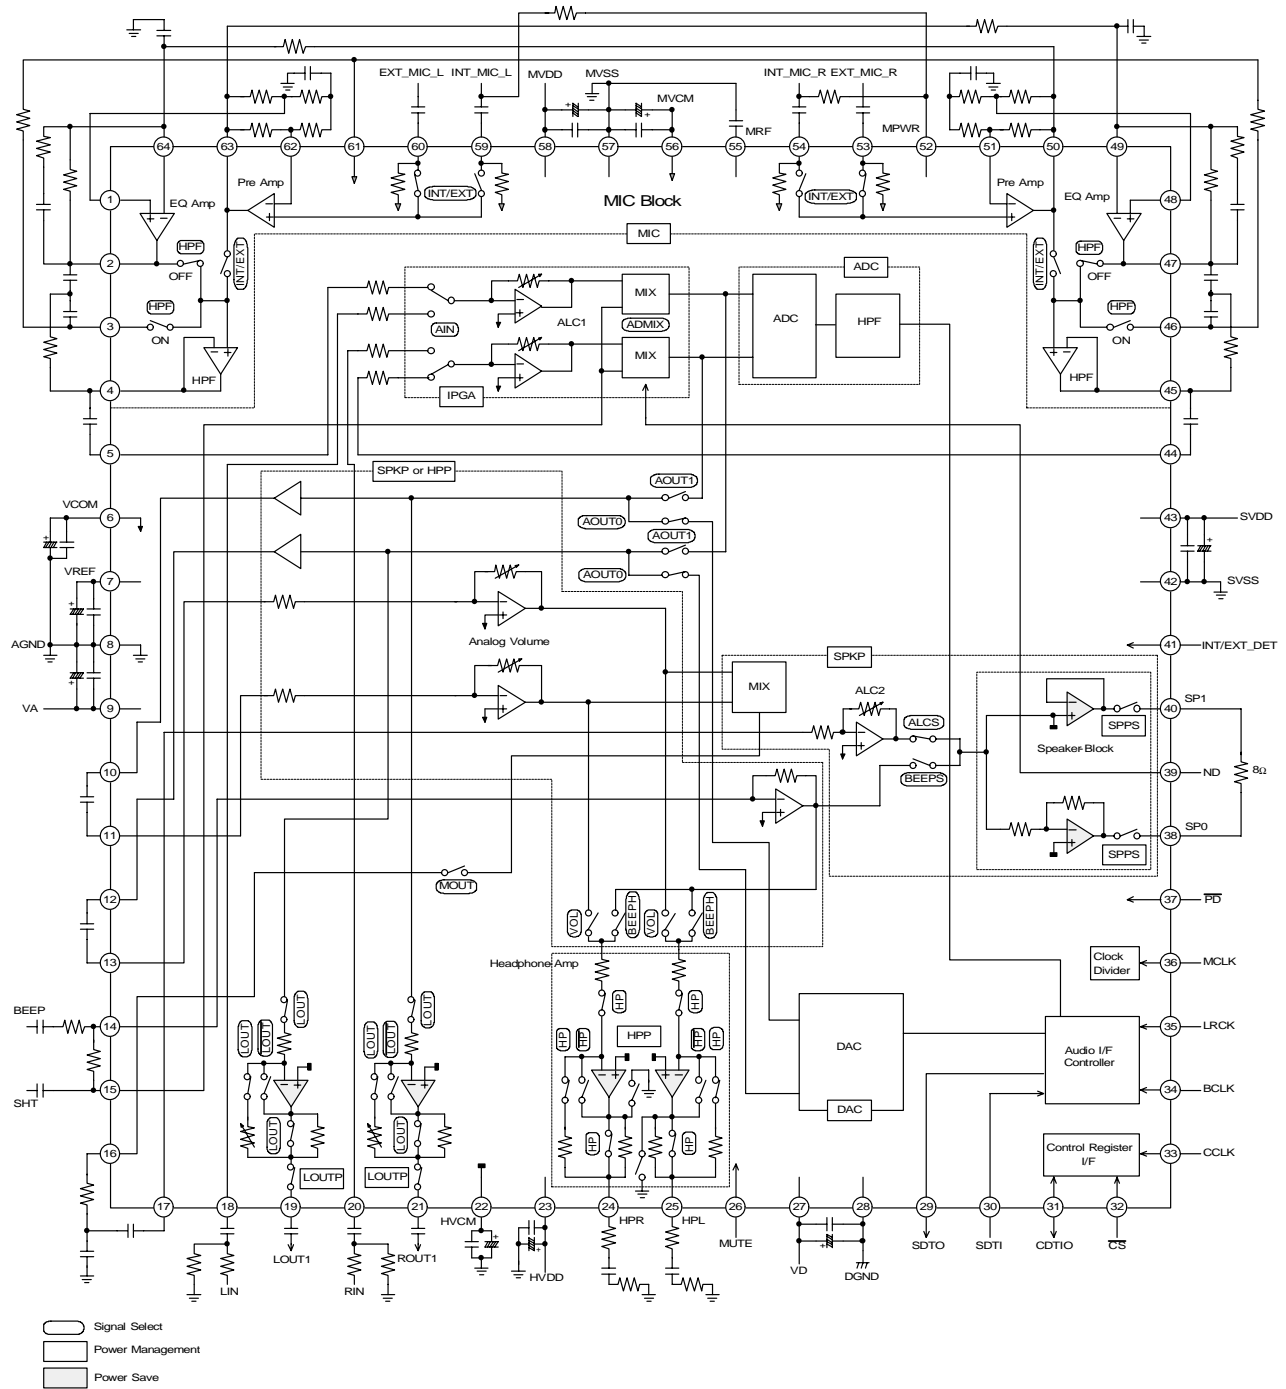 EXT_MIC_L INT_MIC_L MVDD MVSS INT_MIC_R EXT_MIC_R
MVCM
MRF MPWR
64 63 62 61 60 59 58 57 56 55 54 53 52 51 50 49
Pre Amp INT/EXT MIC Block INT/EXT Pre Amp
1 EQ Amp EQ Amp 48
MIC
2 HPF OFF INT/EXT INT/EXT HPF OFF 47
ADC
MIX ADC HPF
3 HPF ON AIN ALC1 ADMIX HPF ON 46
MIX
HPF HPF
4 IPGA 45
5 44
SPKP or HPP
AOUT1
VCOM
6 AOUT0 43 SVDD
AOUT1
VREF
7 AOUT0 42 SVSS
AGND 8 Analog Volume 41 INT/EXT_DET
SPKP
MIX
VA 9 ALC2 40 SP1
ALCS SPPS
Speaker Block
10 BEEPS 39 ND 8Ω
11 38 SP0
SPPS
MOUT
12 37 PD
VOL BEEPH VOL BEEPH
13 Headphone Amp Clock Divider 36 MCLK
LOUT LOUT HP HP
BEEP 14 DAC 35 LRCK
LOUT LOUT LOUT LOUT HP HP HPP HP HP
Audio I/F
Controller
SHT 15 34 BCLK
DAC
LOUT LOUT HP HP
16 Control Register
I/F 33 CCLK
LOUTP LOUTP
17 18 19 20 21 22 23 24 25 26 27 28 29 30 31 32
HVCM HPR HPL
MUTE SDTO SDTI CDTIO CS
LOUT1 ROUT1 HVDD VD DGND
LIN RIN
Signal Select
Power Management
Power Save